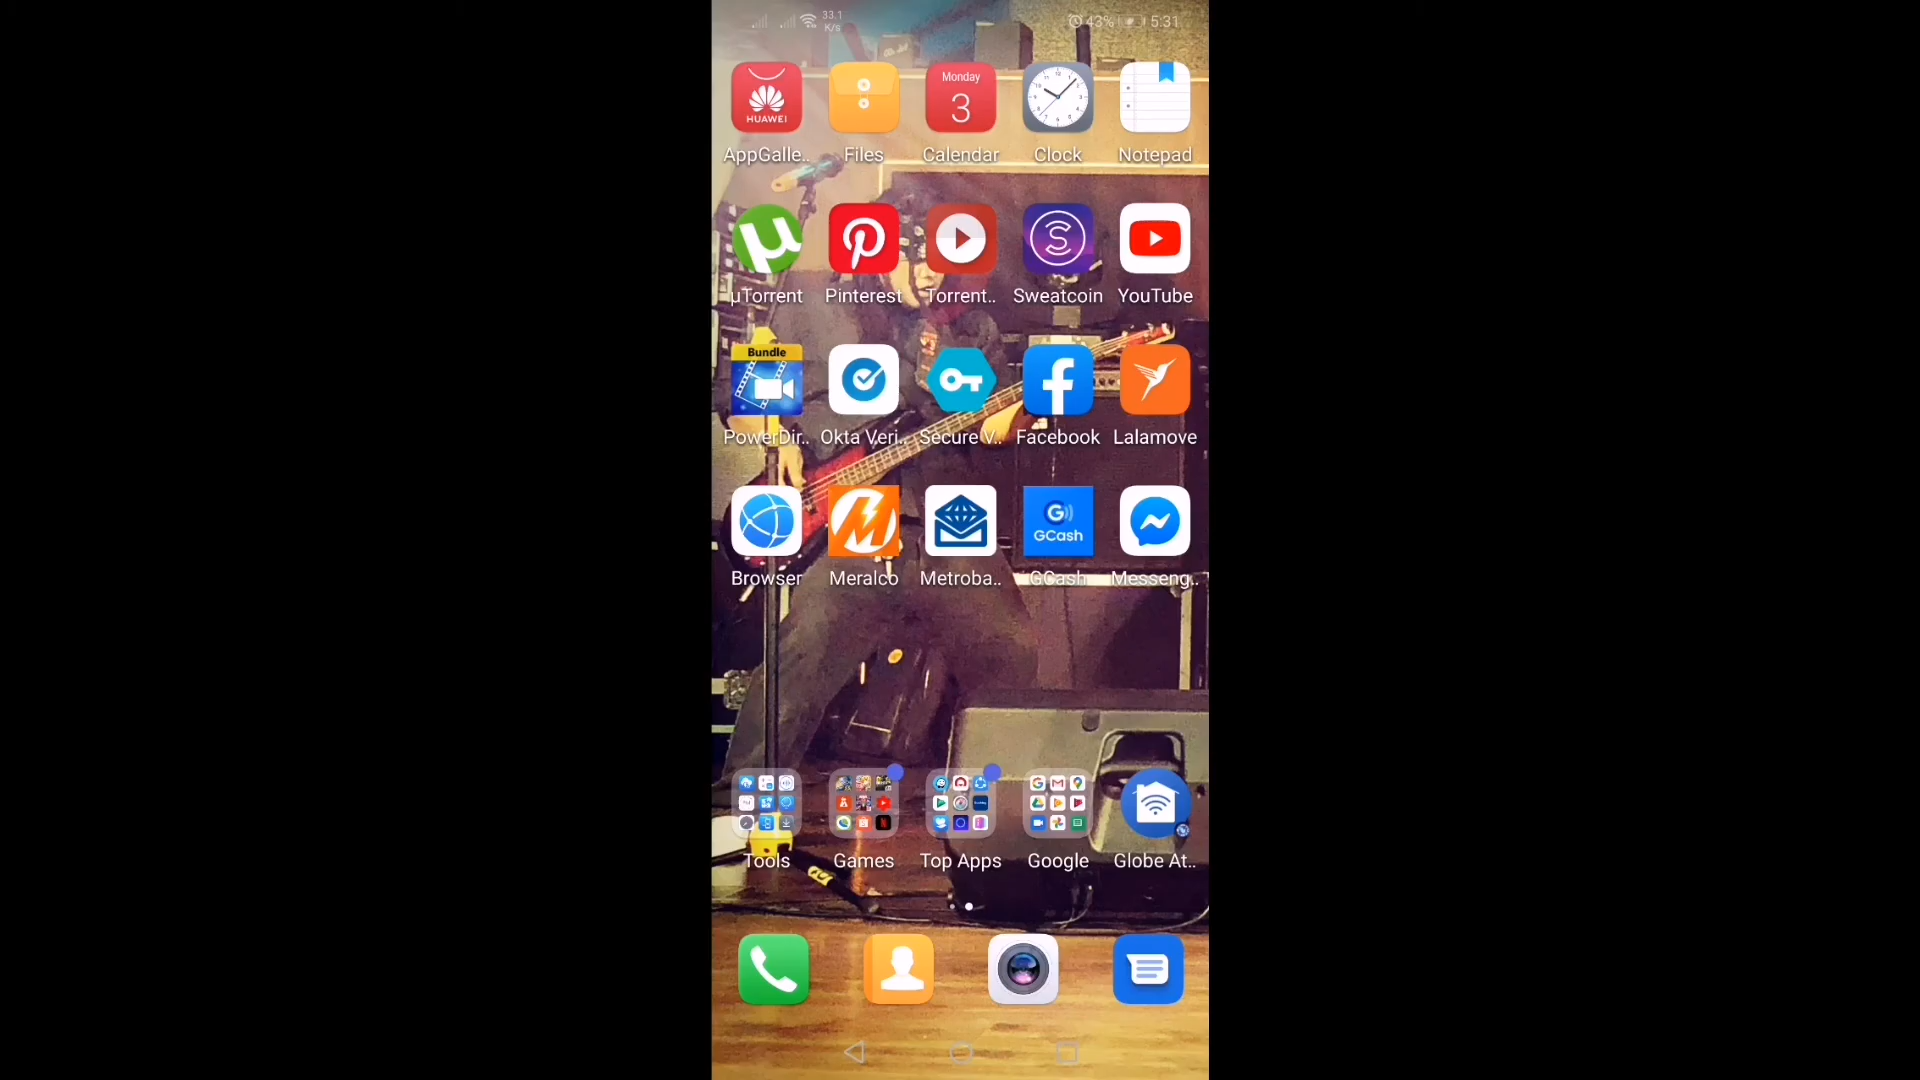 33.1
K/s
43% 5:31
HUAWEI
Monday
3
AppGalle..
Files
Calendar
Clock
Notepad
µTorrent
Pinterest
Torrent..
Sweatcoin
YouTube
Bundle
PowerDir..
Okta Veri..
Secure V..
Facebook
Lalamove
G
GCash
Browser
Meralco
Metroba..
GCash
Messeng..
Tools
Games
Top Apps
Google
Globe At..